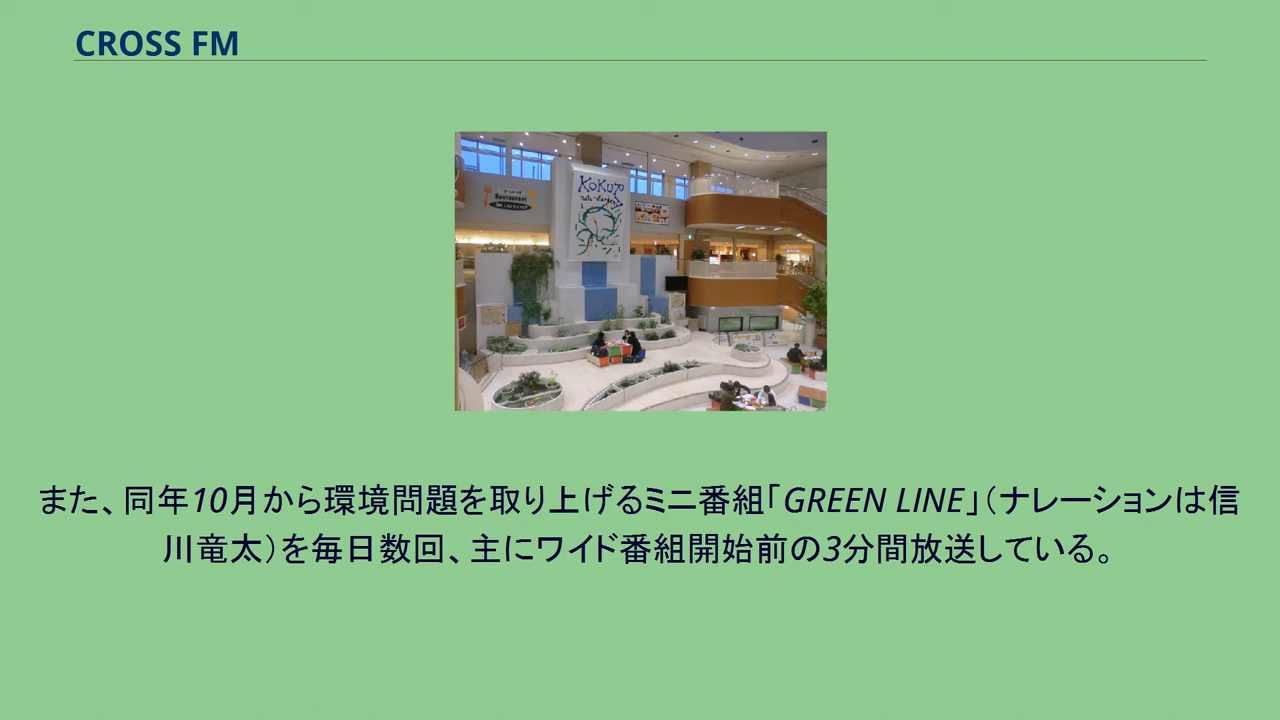 CROSS FM
KOKURA
Restaurant
また、同年10月から環境問題を取り上げるミニ番組「GREEN LINE」（ナレーションは信
川竜太）を毎日数回、主にワイド番組開始前の3分間放送している。